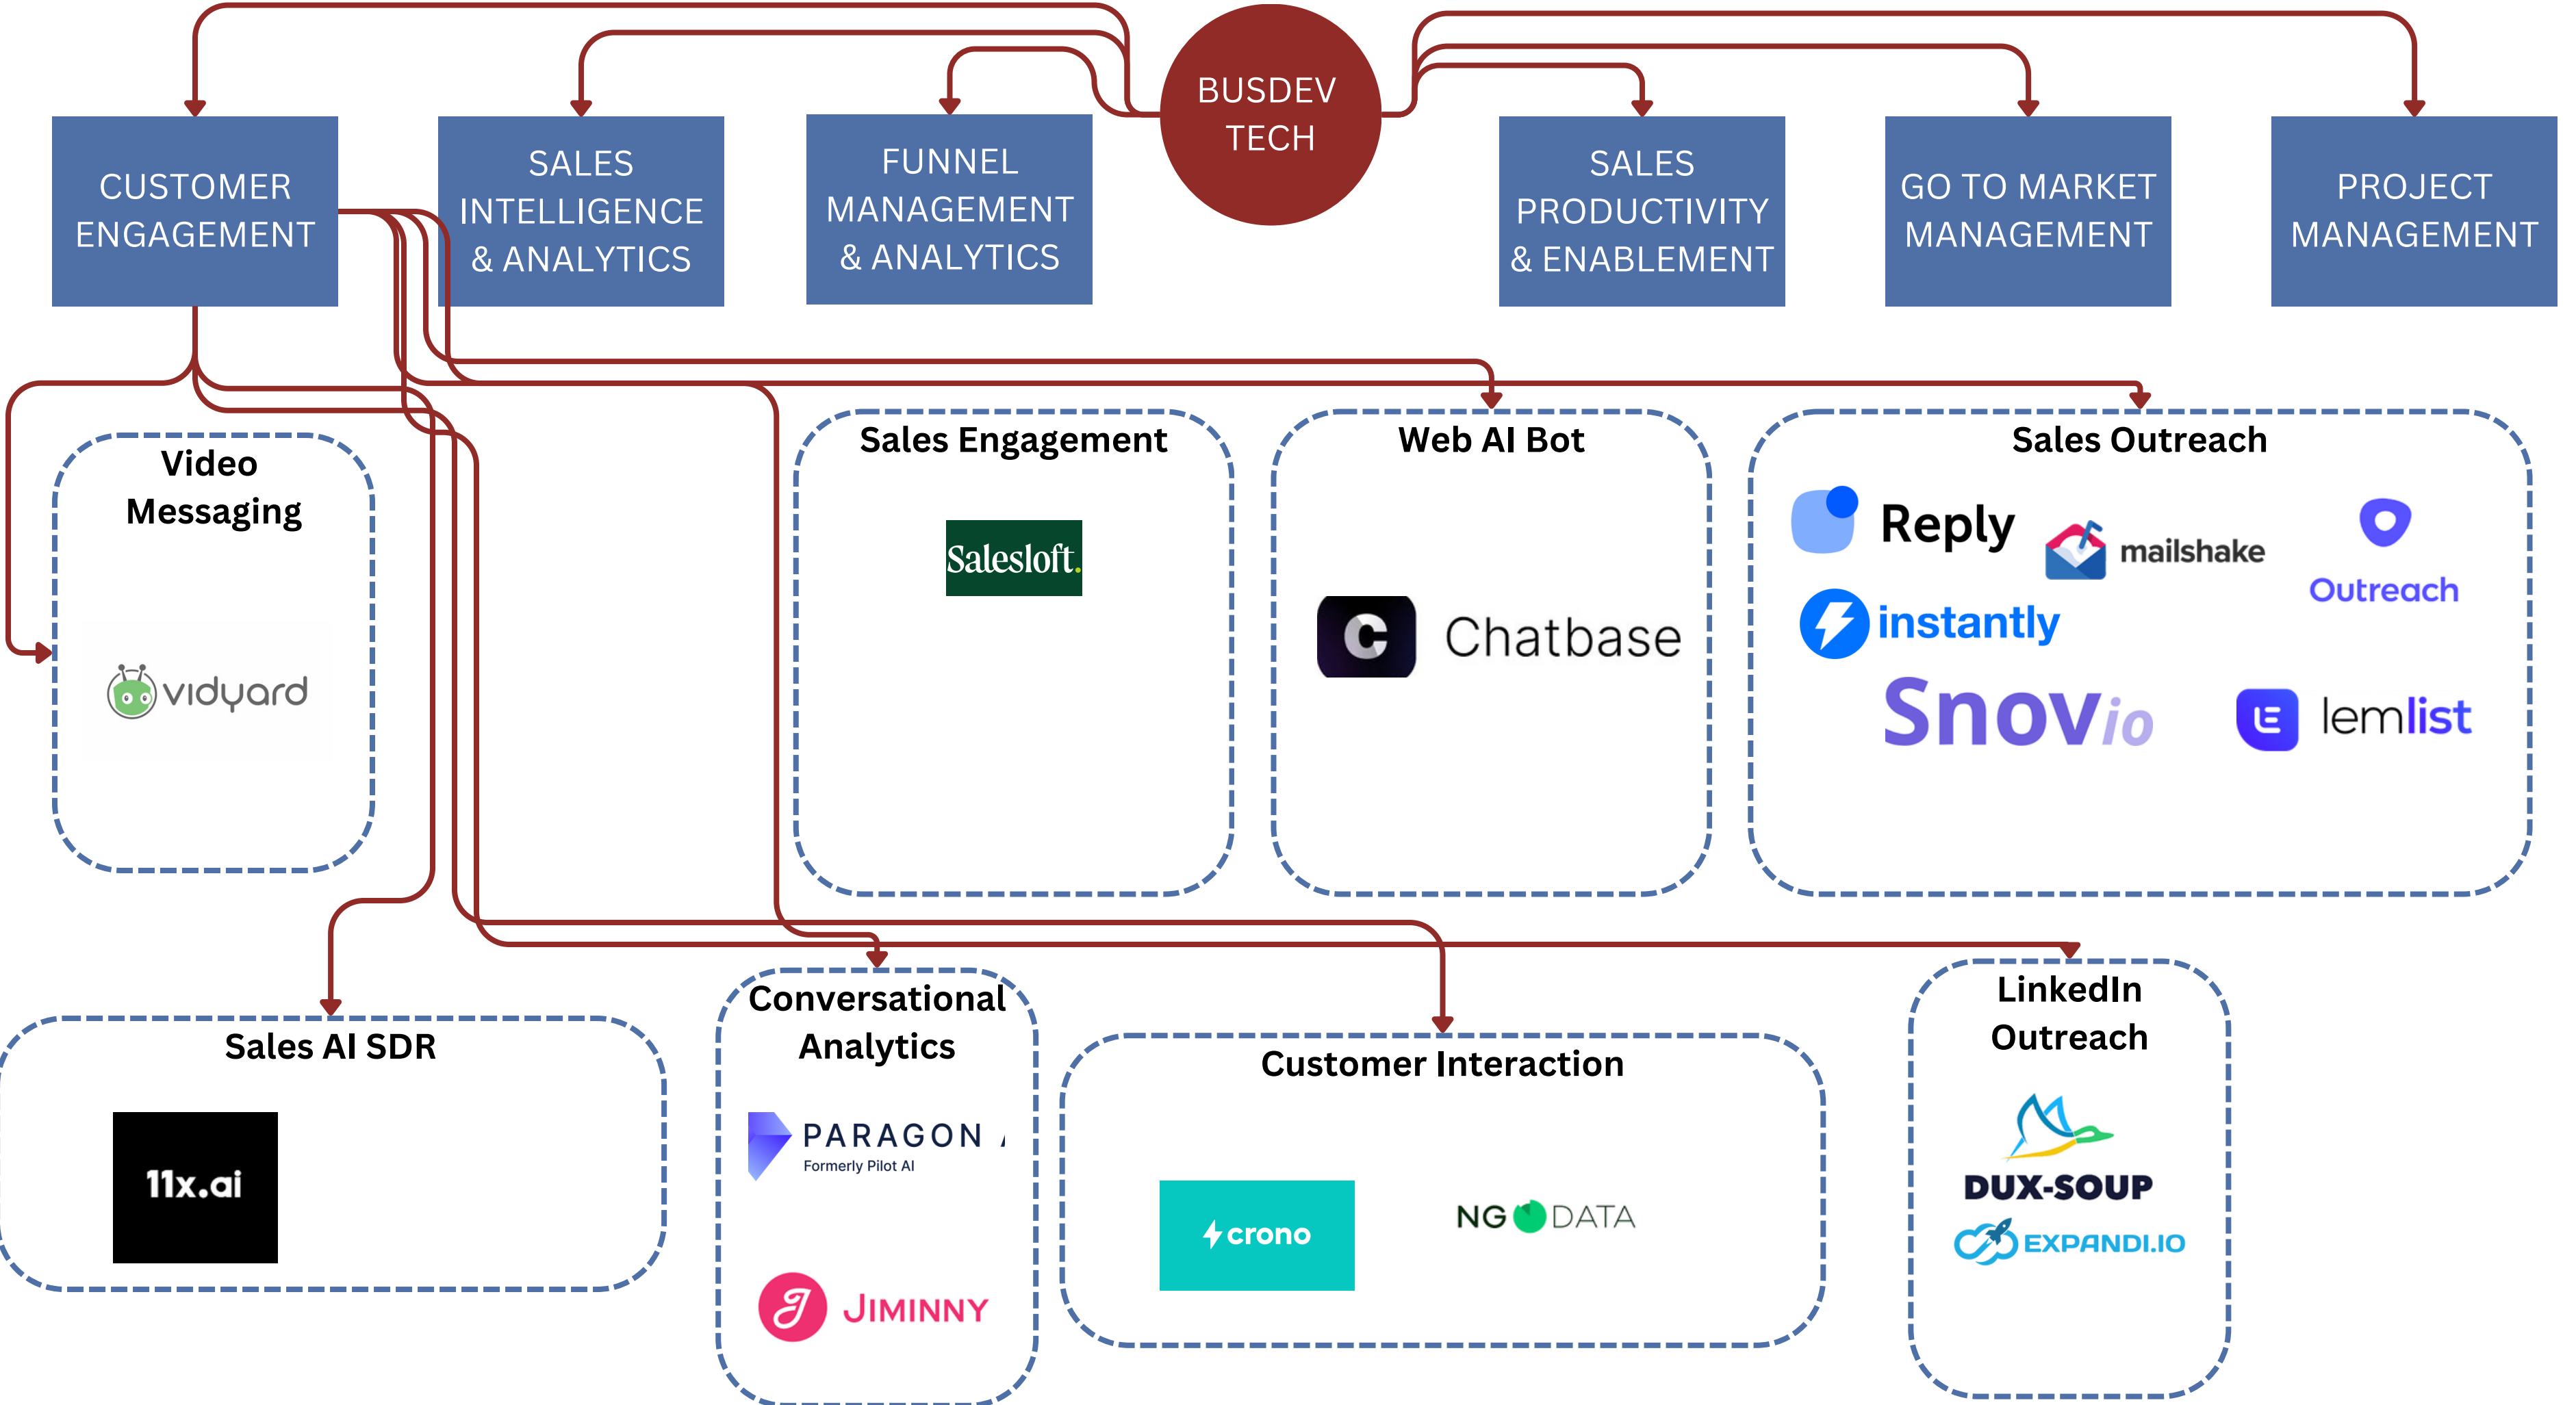 BUSDEV
TECH
CUSTOMER
ENGAGEMENT
SALES
INTELLIGENCE
& ANALYTICS
FUNNEL
MANAGEMENT
& ANALYTICS
SALES
PRODUCTIVITY
& ENABLEMENT
GO TO MARKET
MANAGEMENT
PROJECT
MANAGEMENT
Video
Messaging
vidyard
Sales Engagement
Salesloft.
Web AI Bot
C Chatbase
Sales Outreach
Reply
mailshake
Outreach
instantly
Snovio
lemlist
Sales AI SDR
11x.ai
Conversational
Analytics
PARAGON
Formerly Pilot AI
JIMINNY
Customer Interaction
crono
NG DATA
LinkedIn
Outreach
DUX-SOUP
EXPANDI.IO